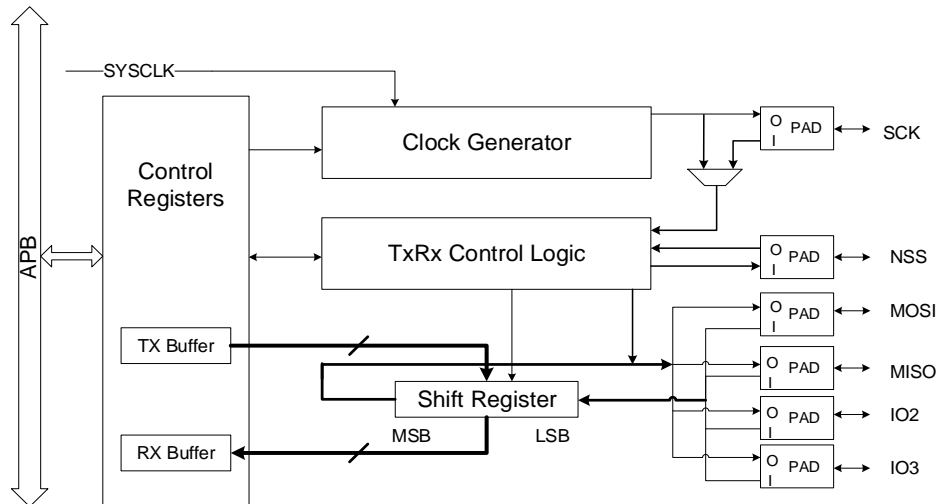 SYSCLK
APB
Control
Registers
Clock Generator
O
I
PAD
SCK
TxRx Control Logic
O
I
PAD
NSS
O
I
PAD
MOSI
TX Buffer
O
I
PAD
MISO
Shift Register
MSB
LSB
O
I
PAD
IO2
RX Buffer
O
I
PAD
IO3